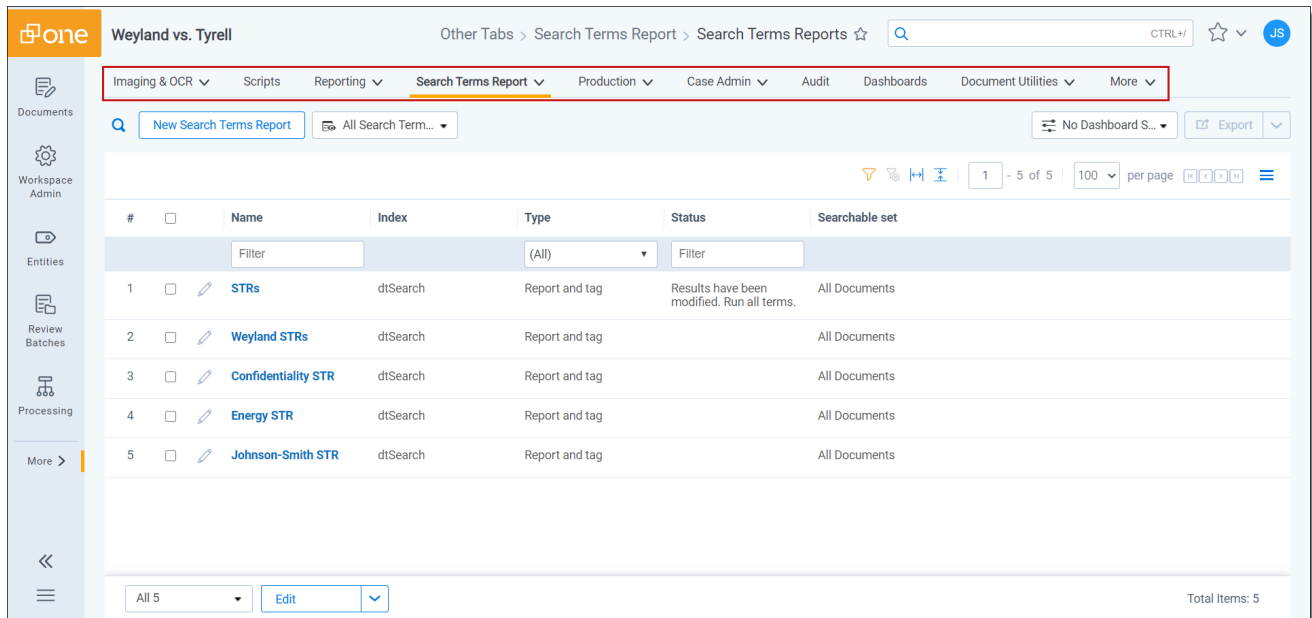 one
Weyland vs. Tyrell
Other Tabs > Search Terms Report > Search Terms Reports
CTRL+/
JS
Imaging & OCR
Scripts
Reporting
Search Terms Report
Production
Case Admin
Audit
Dashboards
Document Utilities
More
Documents
Workspace
Admin
Entities
Review
Batches
Processing
More
New Search Terms Report
All Search Term...
No Dashboard S...
Export
1 - 5 of 5
100 per page
# Name Index Type Status Searchable set
Filter (All) Filter
1 STRs dtSearch Report and tag Results have been All Documents
modified. Run all terms.
2 Weyland STRs dtSearch Report and tag All Documents
3 Confidentiality STR dtSearch Report and tag All Documents
4 Energy STR dtSearch Report and tag All Documents
5 Johnson-Smith STR dtSearch Report and tag All Documents
All 5
Edit
Total Items: 5